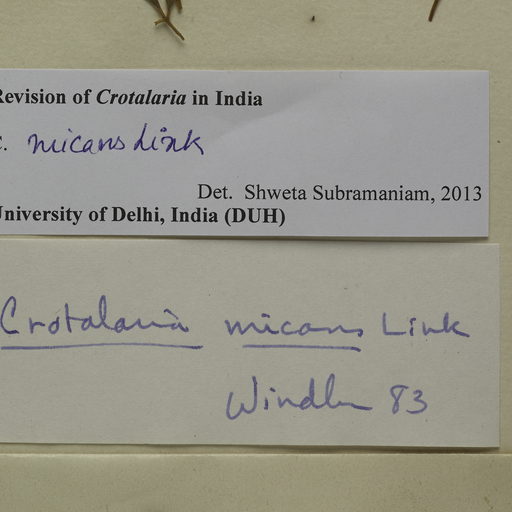 Revision of Crotalaria in India
C. micans Link
Det. Shweta Subramaniam, 2013
University of Delhi, India (DUH)
Crotalaria micans Link
Windler 83